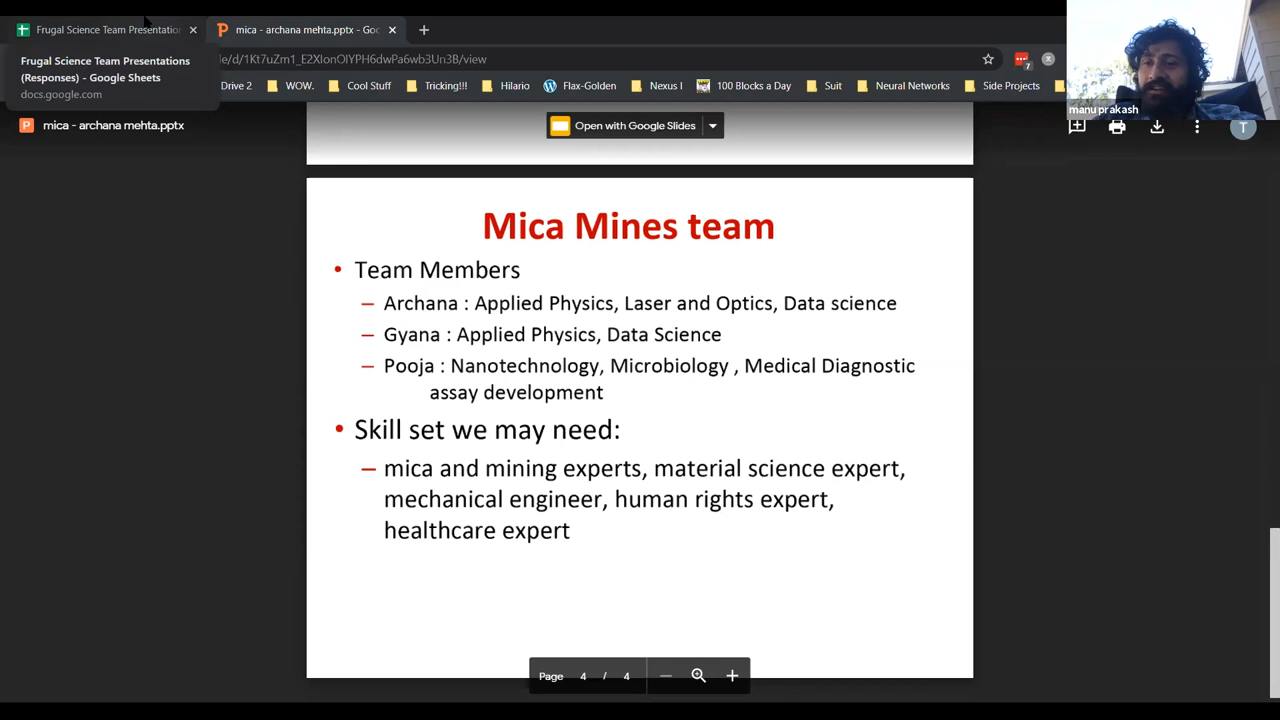 Frugal Science Team Presentation
mica - archana mehta.pptx - Goo
Frugal Science Team Presentations
(Responses) - Google Sheets
docs.google.com
le/d/1Kt7uZm1_E2XlonOIYPH6dwPa6wb3Un3B/view
7
Drive 2
WOW.
Cool Stuff
Tricking!!!
Hilario
Flax-Golden
Nexus I
100 Blocks a Day
Suit
Neural Networks
Side Projects
manu prakash
mica - archana mehta.pptx
Open with Google Slides
T
Mica Mines team
• Team Members
– Archana : Applied Physics, Laser and Optics, Data science
– Gyana : Applied Physics, Data Science
– Pooja : Nanotechnology, Microbiology , Medical Diagnostic
assay development
• Skill set we may need:
– mica and mining experts, material science expert,
mechanical engineer, human rights expert,
healthcare expert
Page 4 / 4